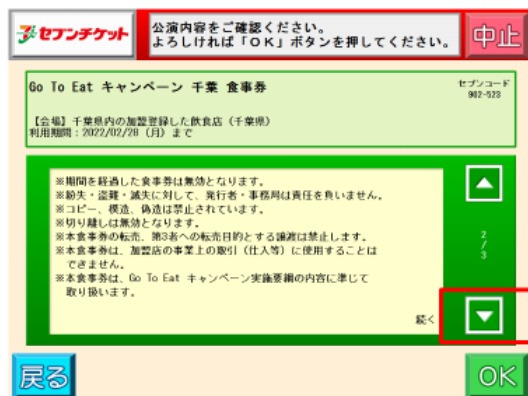 セブンチケット
公演内容をご確認ください。
よろしければ「OK」ボタンを押してください。
中止
Go To Eat キャンペーン 千葉 食事券
セブンコード
902-523
【会場】千葉県内の加盟登録した飲食店（千葉県）
利用期間：2022/02/28（月）まで
※期間を経過した食事券は無効となります。
※紛失・盗難・滅失に対して、発行者・事務局は責任を負いません。
※コピー、模造、偽造は禁止されています。
※切り離しは無効となります。
※本食事券の転売、第3者への転売目的とする譲渡は禁止します。
※本食事券は、加盟店の事業上の取引（仕入等）に使用することは
できません。
※本食事券は、Go To Eat キャンペーン実施要綱の内容に準じて
取り扱います。
続く
2/3
戻る
OK